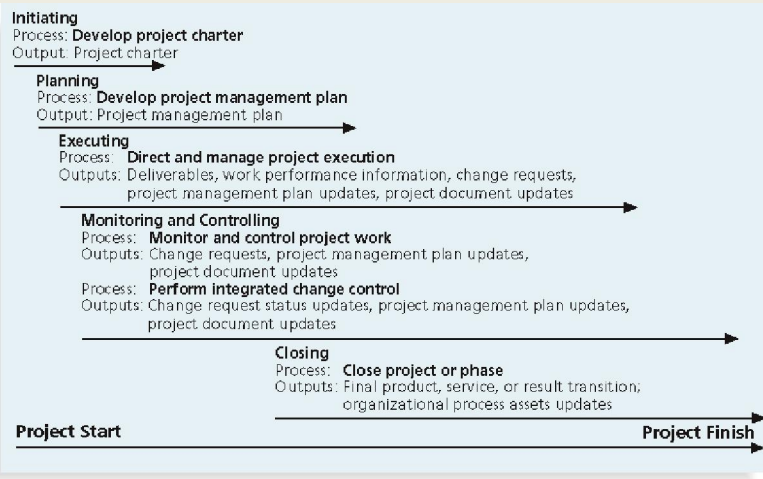 Initiating
Process: Develop project charter
Output: Project charter
Planning
Process: Develop project management plan
Output: Project management plan
Executing
Process: Direct and manage project execution
Outputs: Deliverables, work performance information, change requests,
project management plan updates, project document updates
Monitoring and Controlling
Process: Monitor and control project work
Outputs: Change requests, project management plan updates,
project document updates
Process: Perform integrated change control
Outputs: Change request status updates, project management plan updates,
project document updates
Closing
Process: Close project or phase
Outputs: Final product, service, or result transition;
organizational process assets updates
Project Start Project Finish